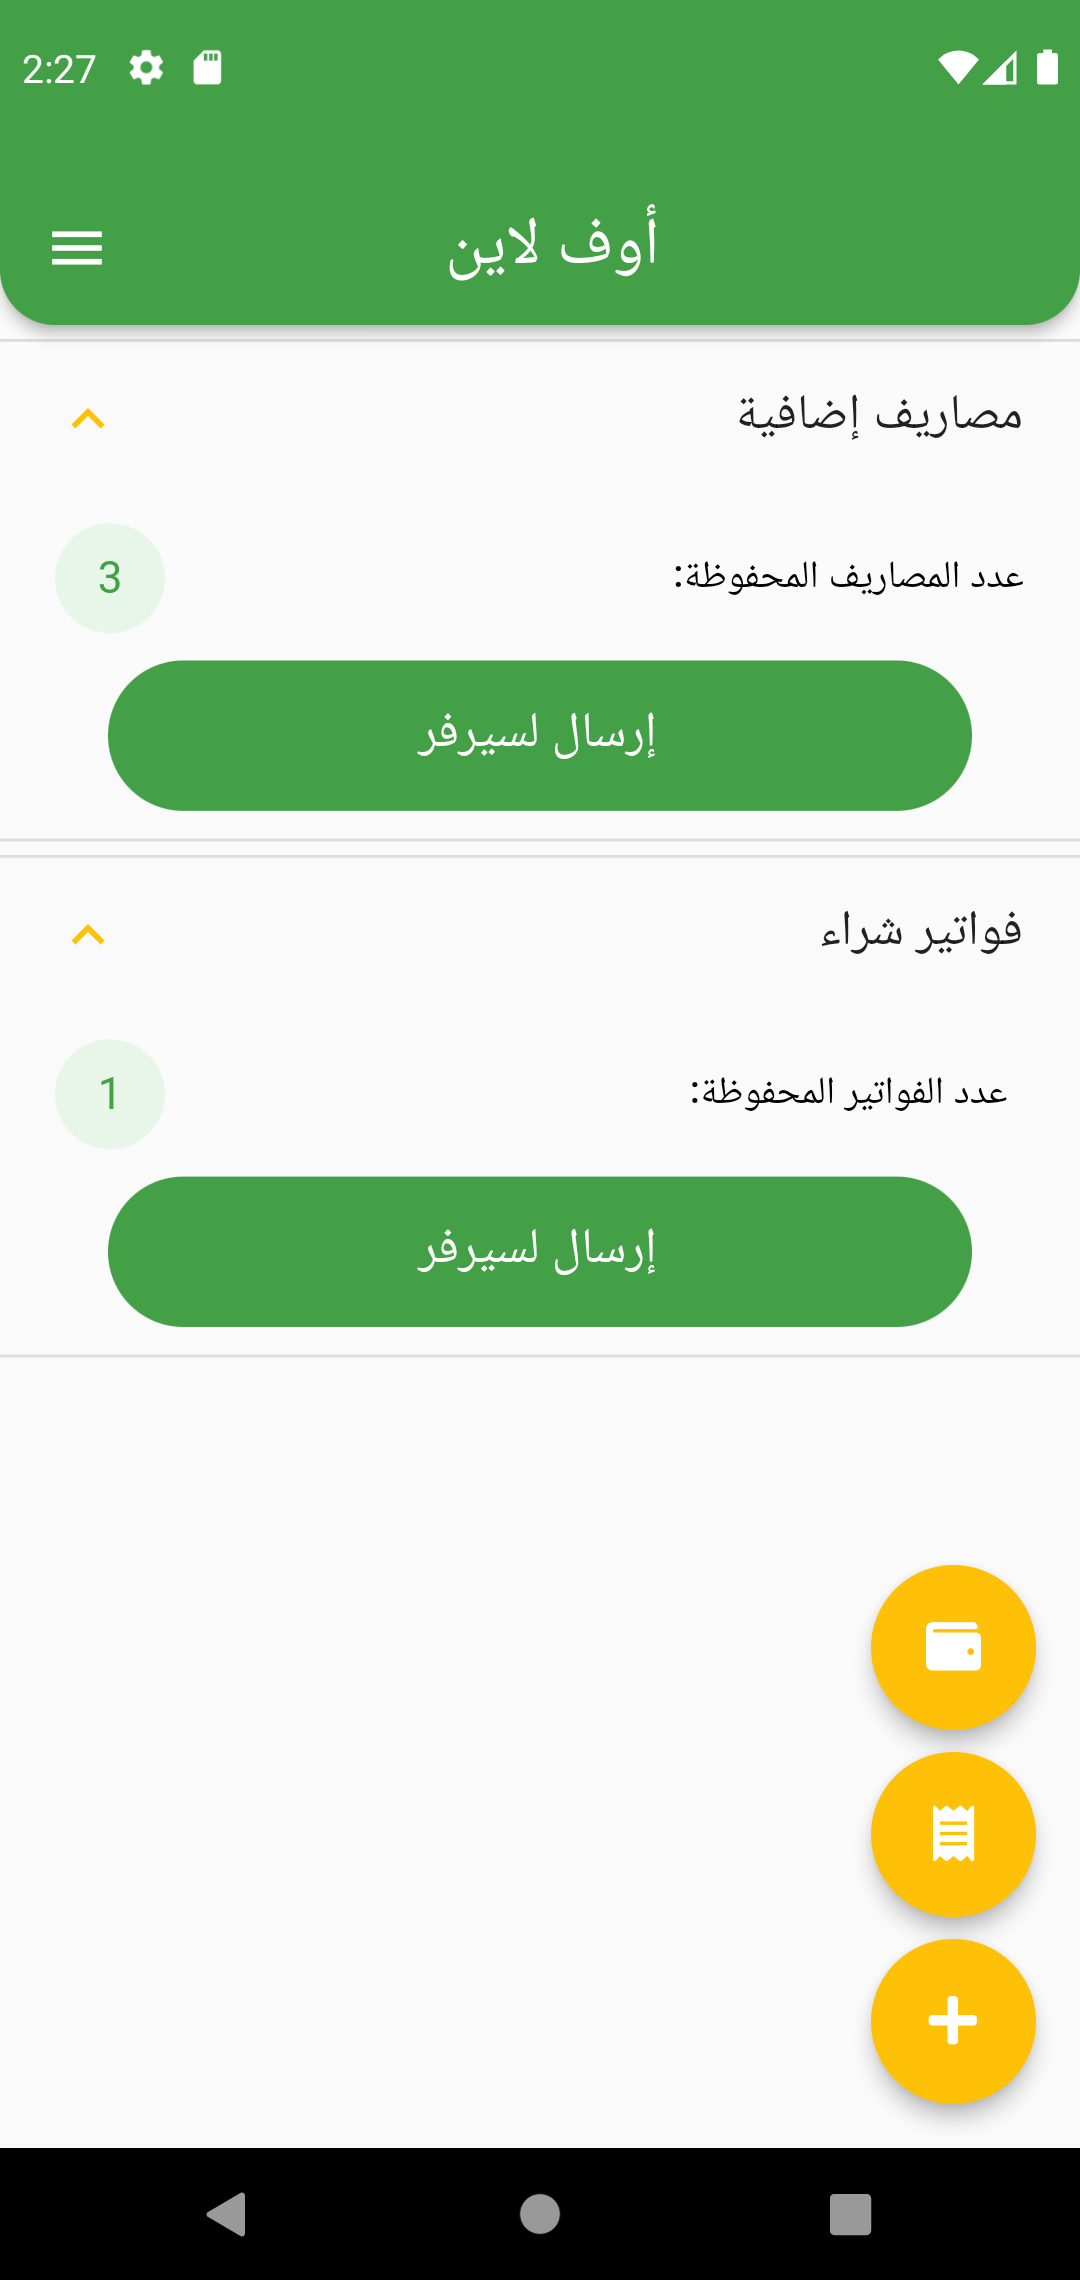 2:27
أوف لاين
مصاريف إضافية
عدد المصاريف المحفوظة:
3
إرسال لسيرفر
فواتير شراء
عدد الفواتير المحفوظة:
1
إرسال لسيرفر